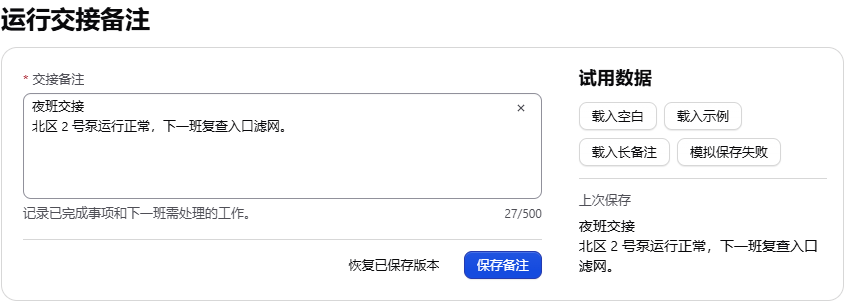 运行交接备注
* 交接备注
夜班交接
北区 2 号泵运行正常，下一班复查入口滤网。
×
记录已完成事项和下一班需处理的工作。
27/500
恢复已保存版本
保存备注
试用数据
载入空白
载入示例
载入长备注
模拟保存失败
上次保存
夜班交接
北区 2 号泵运行正常，下一班复查入口
滤网。